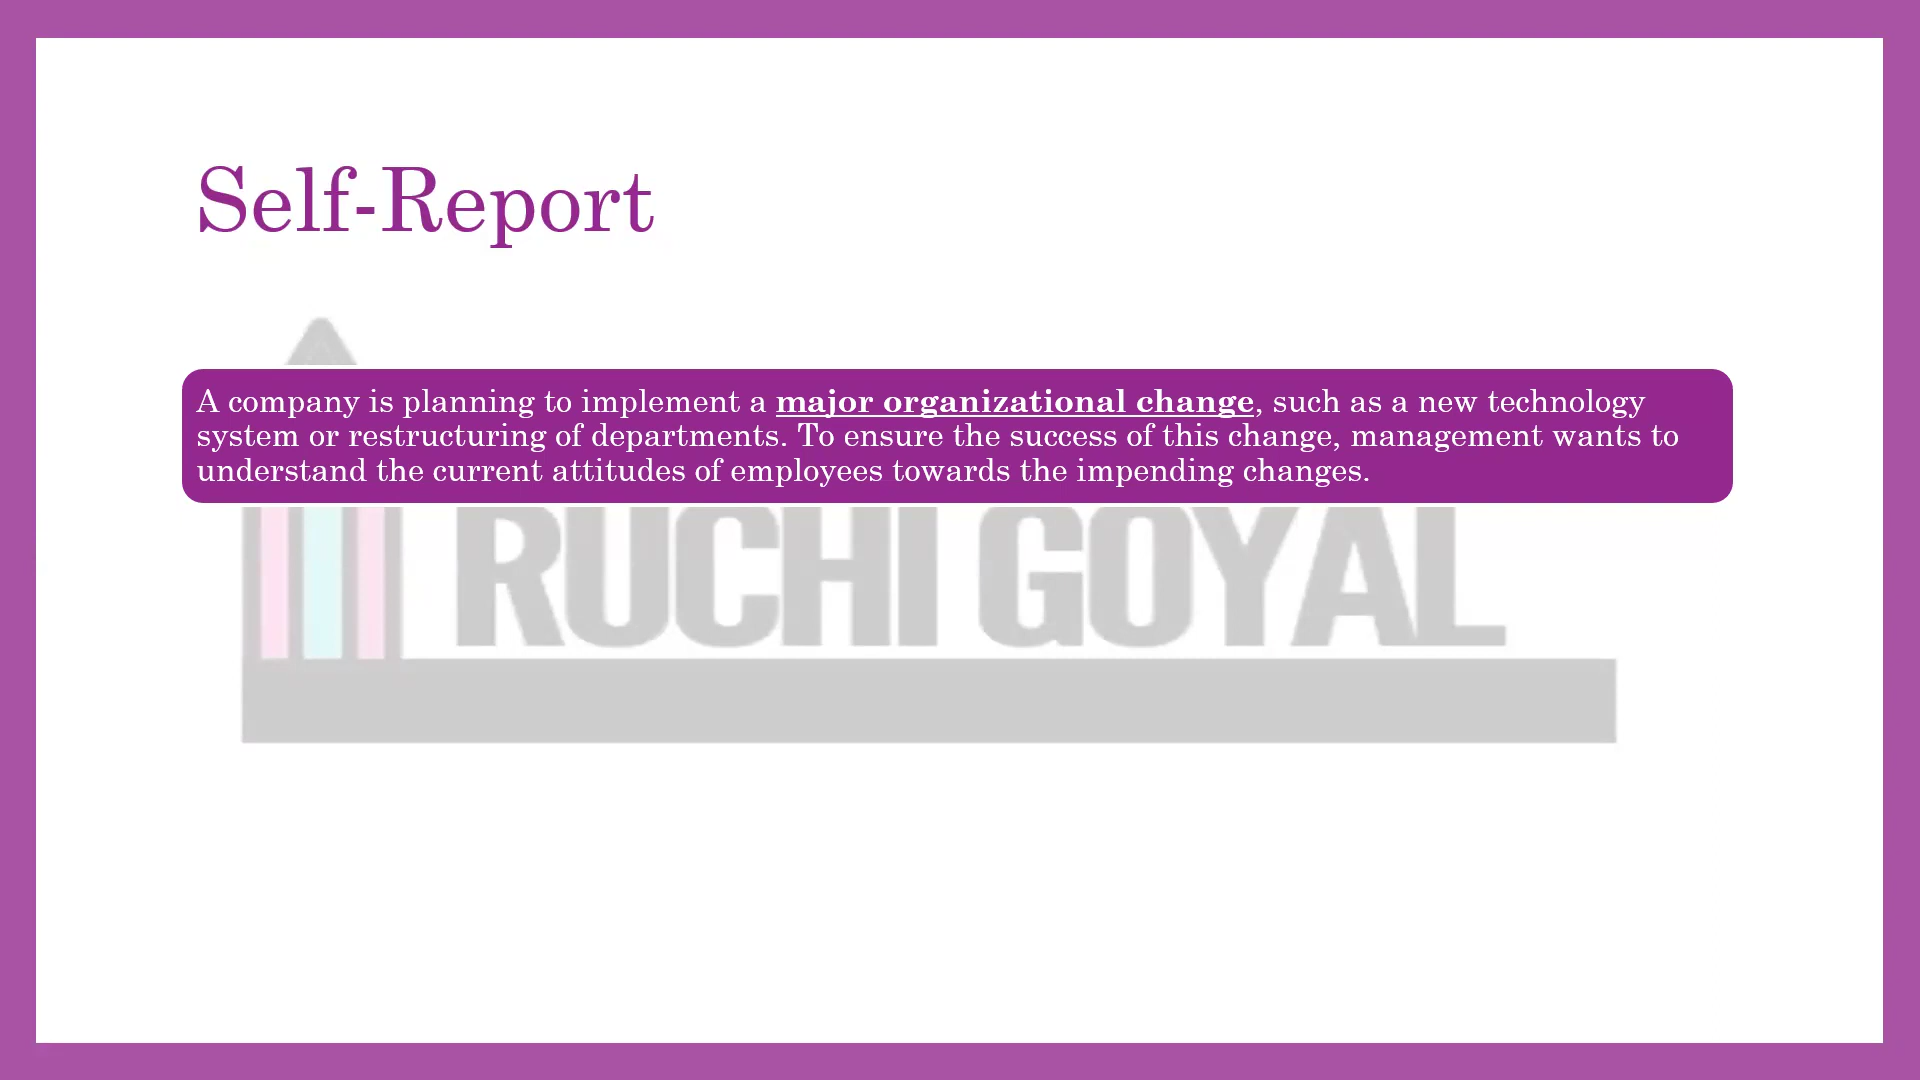 Self-Report
A company is planning to implement a major organizational change, such as a new technology
system or restructuring of departments. To ensure the success of this change, management wants to
understand the current attitudes of employees towards the impending changes.
RUCHI GOYAL